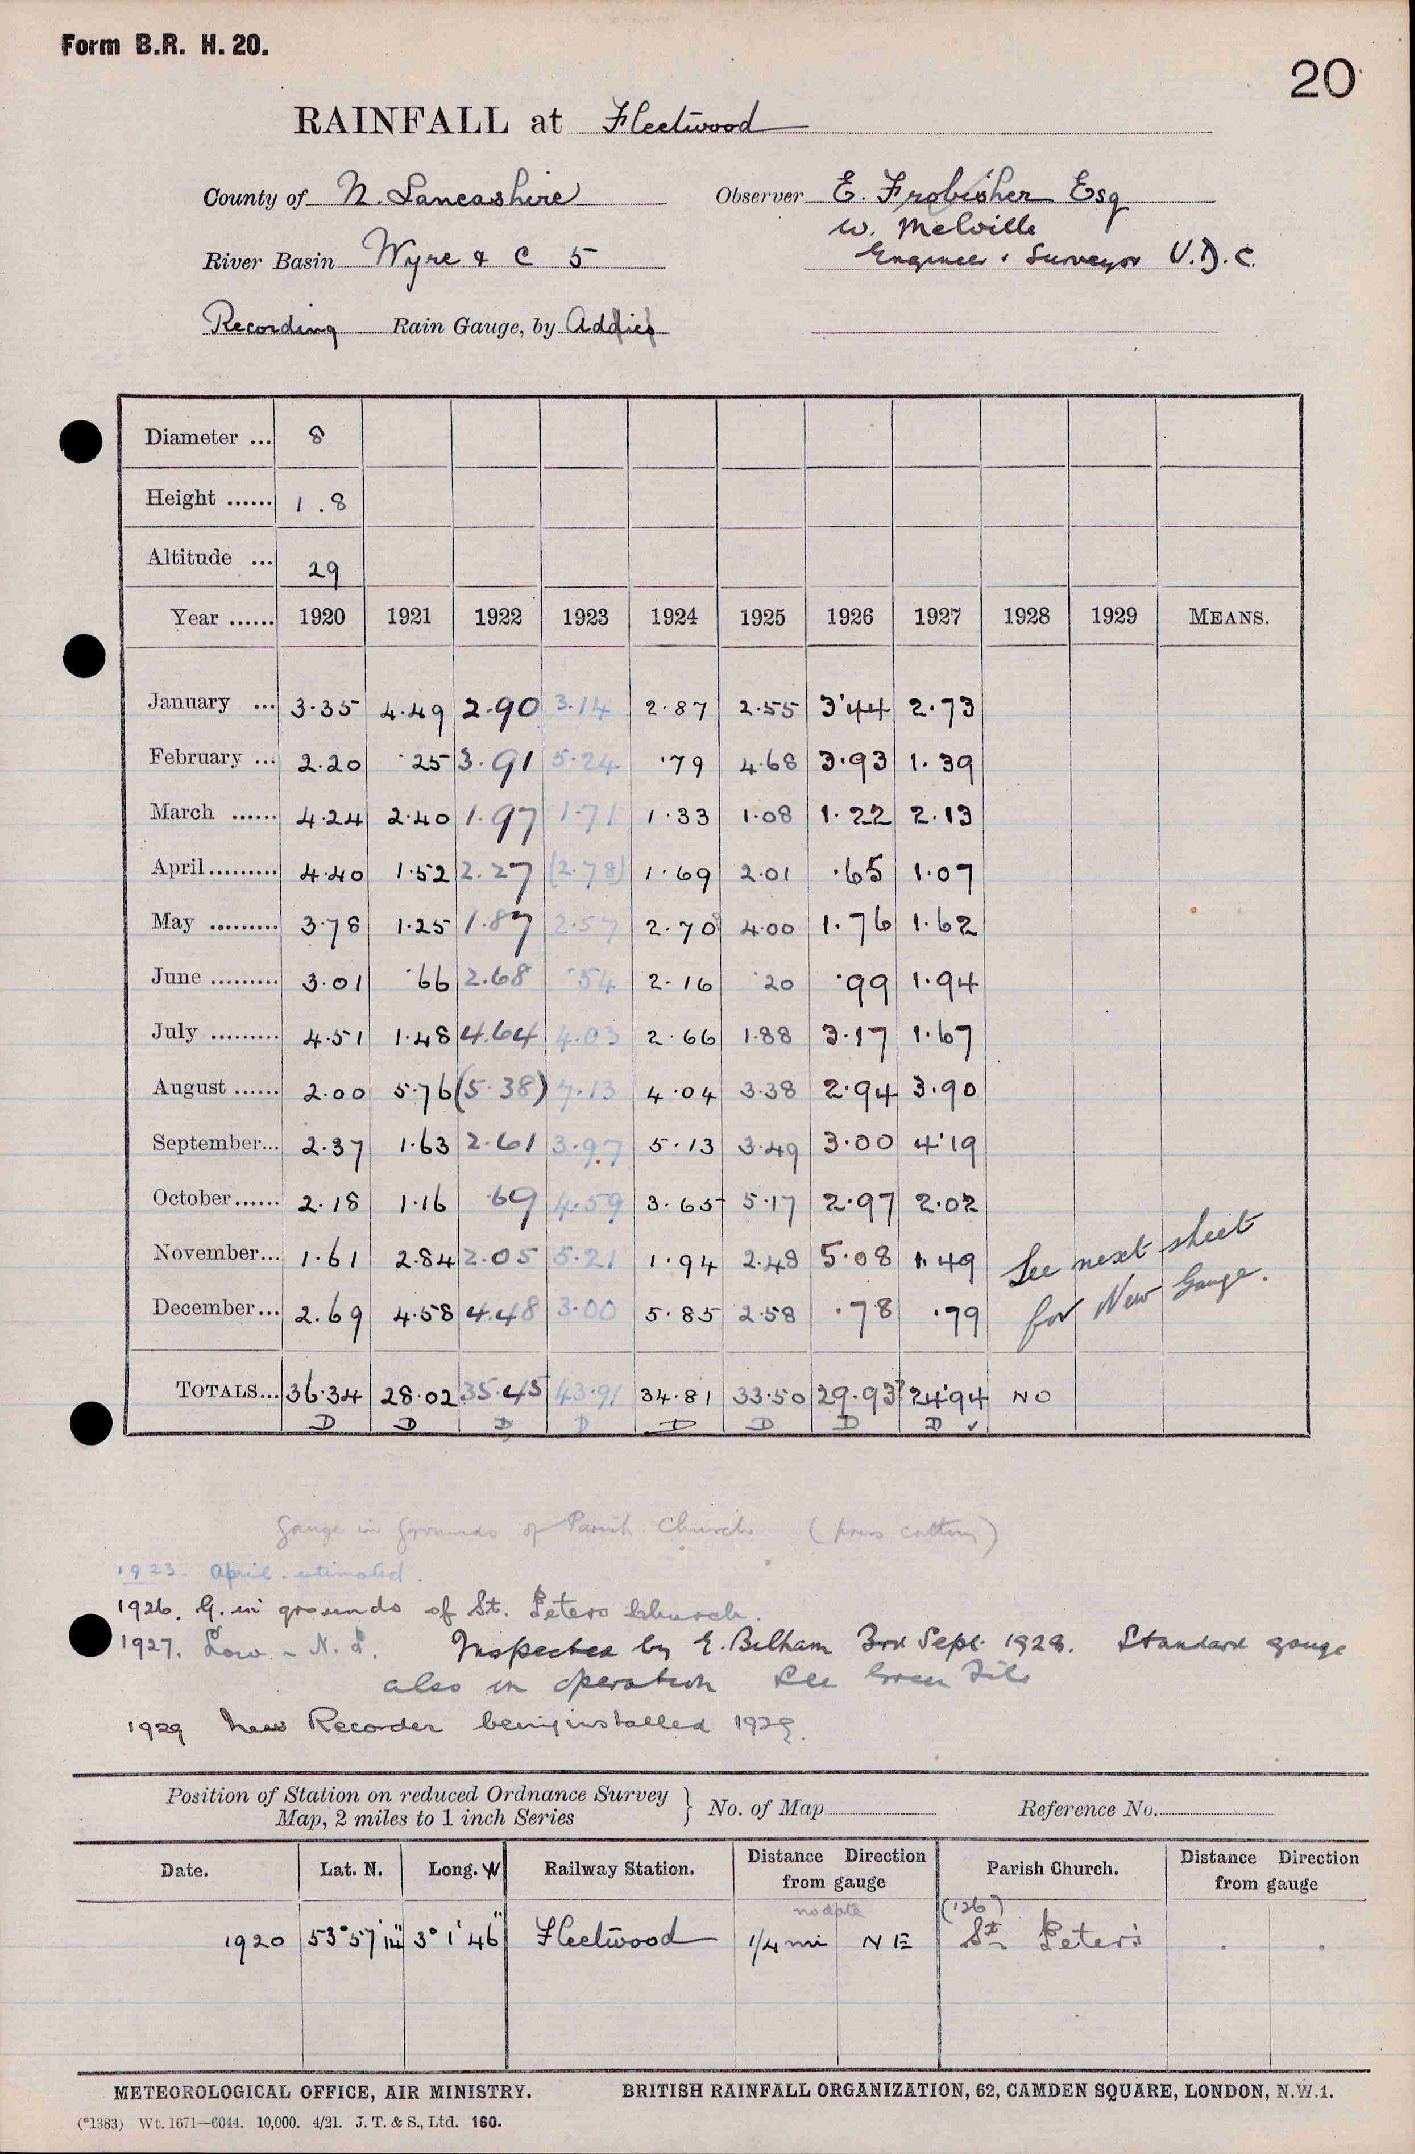 Form B.R. H. 20.
20
RAINFALL at Fleetwood
County of N. Lancashire Observer E. Frobisher Esq
W. Melville
River Basin Wyre & C 5 Engineer & Surveyor U.D.C.
Recording Rain Gauge, by Addies
Diameter ... 8
Height ...... 1.8
Altitude ... 29
Year ...... 1920 1921 1922 1923 1924 1925 1926 1927 1928 1929 MEANS.
January ... 3.35 4.49 2.90 3.14 2.87 2.55 3.44 2.73
February ... 2.20 .25 3.91 5.24 .79 4.68 3.93 1.39
March ...... 4.24 2.40 1.97 1.71 1.33 1.08 1.22 2.13
April......... 4.40 1.52 2.27 (2.78) 1.69 2.01 .65 1.07
May ......... 3.78 1.25 1.87 2.57 2.70 4.00 1.76 1.62
June ......... 3.01 .66 2.68 .54 2.16 .20 .99 1.94
July ......... 4.51 1.48 4.64 4.03 2.66 1.88 3.17 1.67
August ...... 2.00 5.76 (5.38) 7.13 4.04 3.38 2.94 3.90
September... 2.37 1.63 2.61 3.97 5.13 3.49 3.00 4.19
October...... 2.18 1.16 .69 4.59 3.65 5.17 2.97 2.02
November... 1.61 2.84 2.05 5.21 1.94 2.48 5.08 1.49 See next sheet
December... 2.69 4.58 4.48 3.00 5.85 2.58 .78 .79 for New Gauge.
TOTALS... 36.34 28.02 35.45 43.91 34.81 33.50 29.93 24.94 NO
D D D D D D D D ✓
Gauge in grounds of Parish Church (press cutting)
1923. April estimated.
1926. G. in grounds of St. Peters Church.
1927. Low - N.P. Inspected by E. Bilham 3rd Sept. 1928. Standard gauge
also in operation See Green File
1929 New Recorder being installed 1929.
Position of Station on reduced Ordnance Survey
Map, 2 miles to 1 inch Series } No. of Map Reference No.
Date. Lat. N. Long. W Railway Station. Distance Direction from gauge Parish Church. Distance Direction from gauge
no date ('26)
1920 53° 57' 14" 3° 1' 46" Fleetwood 1/4 mi NE St Peter's
METEOROLOGICAL OFFICE, AIR MINISTRY. BRITISH RAINFALL ORGANIZATION, 62, CAMDEN SQUARE, LONDON, N.W.1.
(*1383) Wt. 1671—6044. 10,000. 4/21. J. T. & S., Ltd. 160.